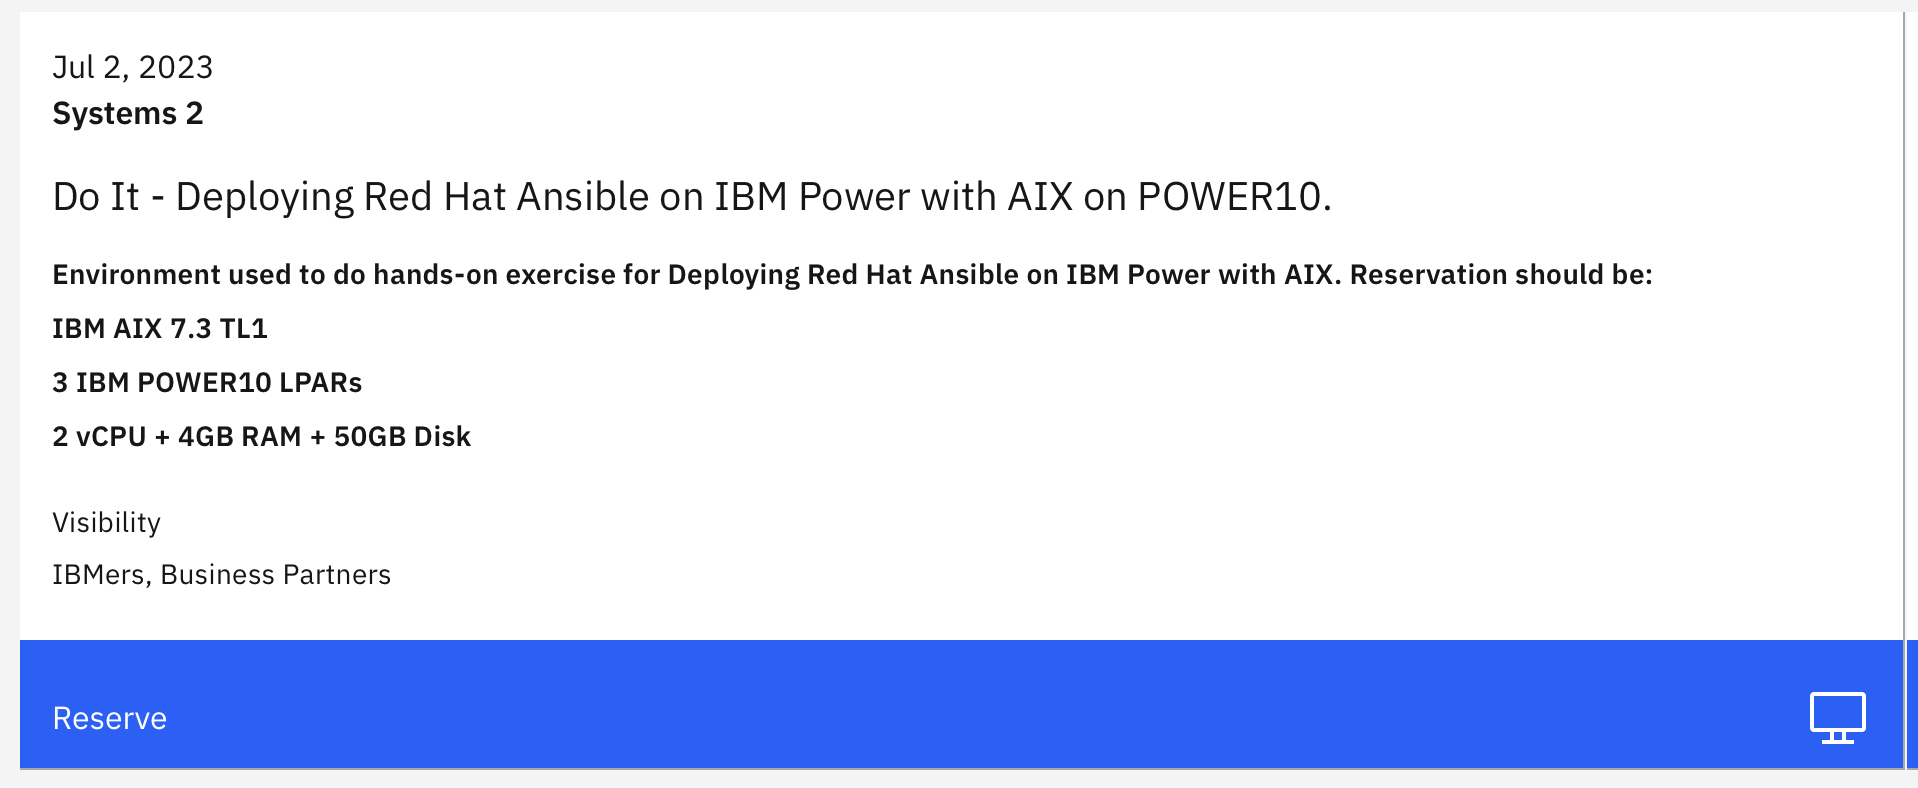 Jul 2, 2023
Systems 2
Do It - Deploying Red Hat Ansible on IBM Power with AIX on POWER10.
Environment used to do hands-on exercise for Deploying Red Hat Ansible on IBM Power with AIX. Reservation should be:
IBM AIX 7.3 TL1
3 IBM POWER10 LPARs
2 vCPU + 4GB RAM + 50GB Disk
Visibility
IBMers, Business Partners
Reserve